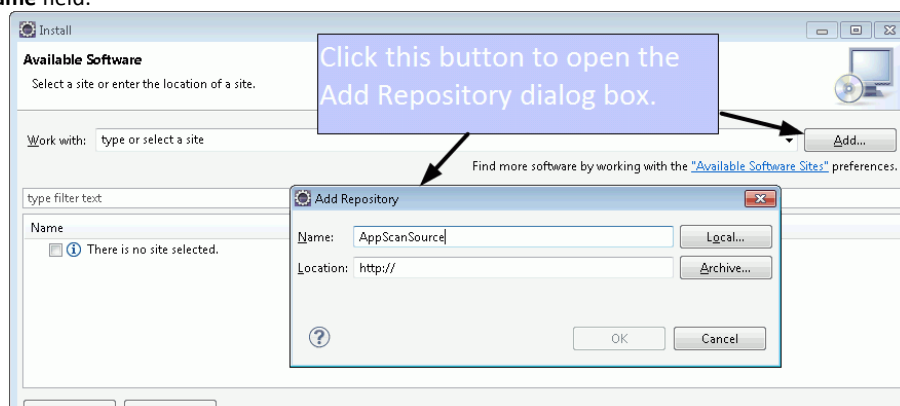 ame field.
Install
Available Software
Select a site or enter the location of a site.
Click this button to open the
Add Repository dialog box.
Work with: type or select a site
Add...
Find more software by working with the "Available Software Sites" preferences.
type filter text
Name
There is no site selected.
Add Repository
Name: AppScanSource
Local...
Location: http://
Archive...
OK
Cancel